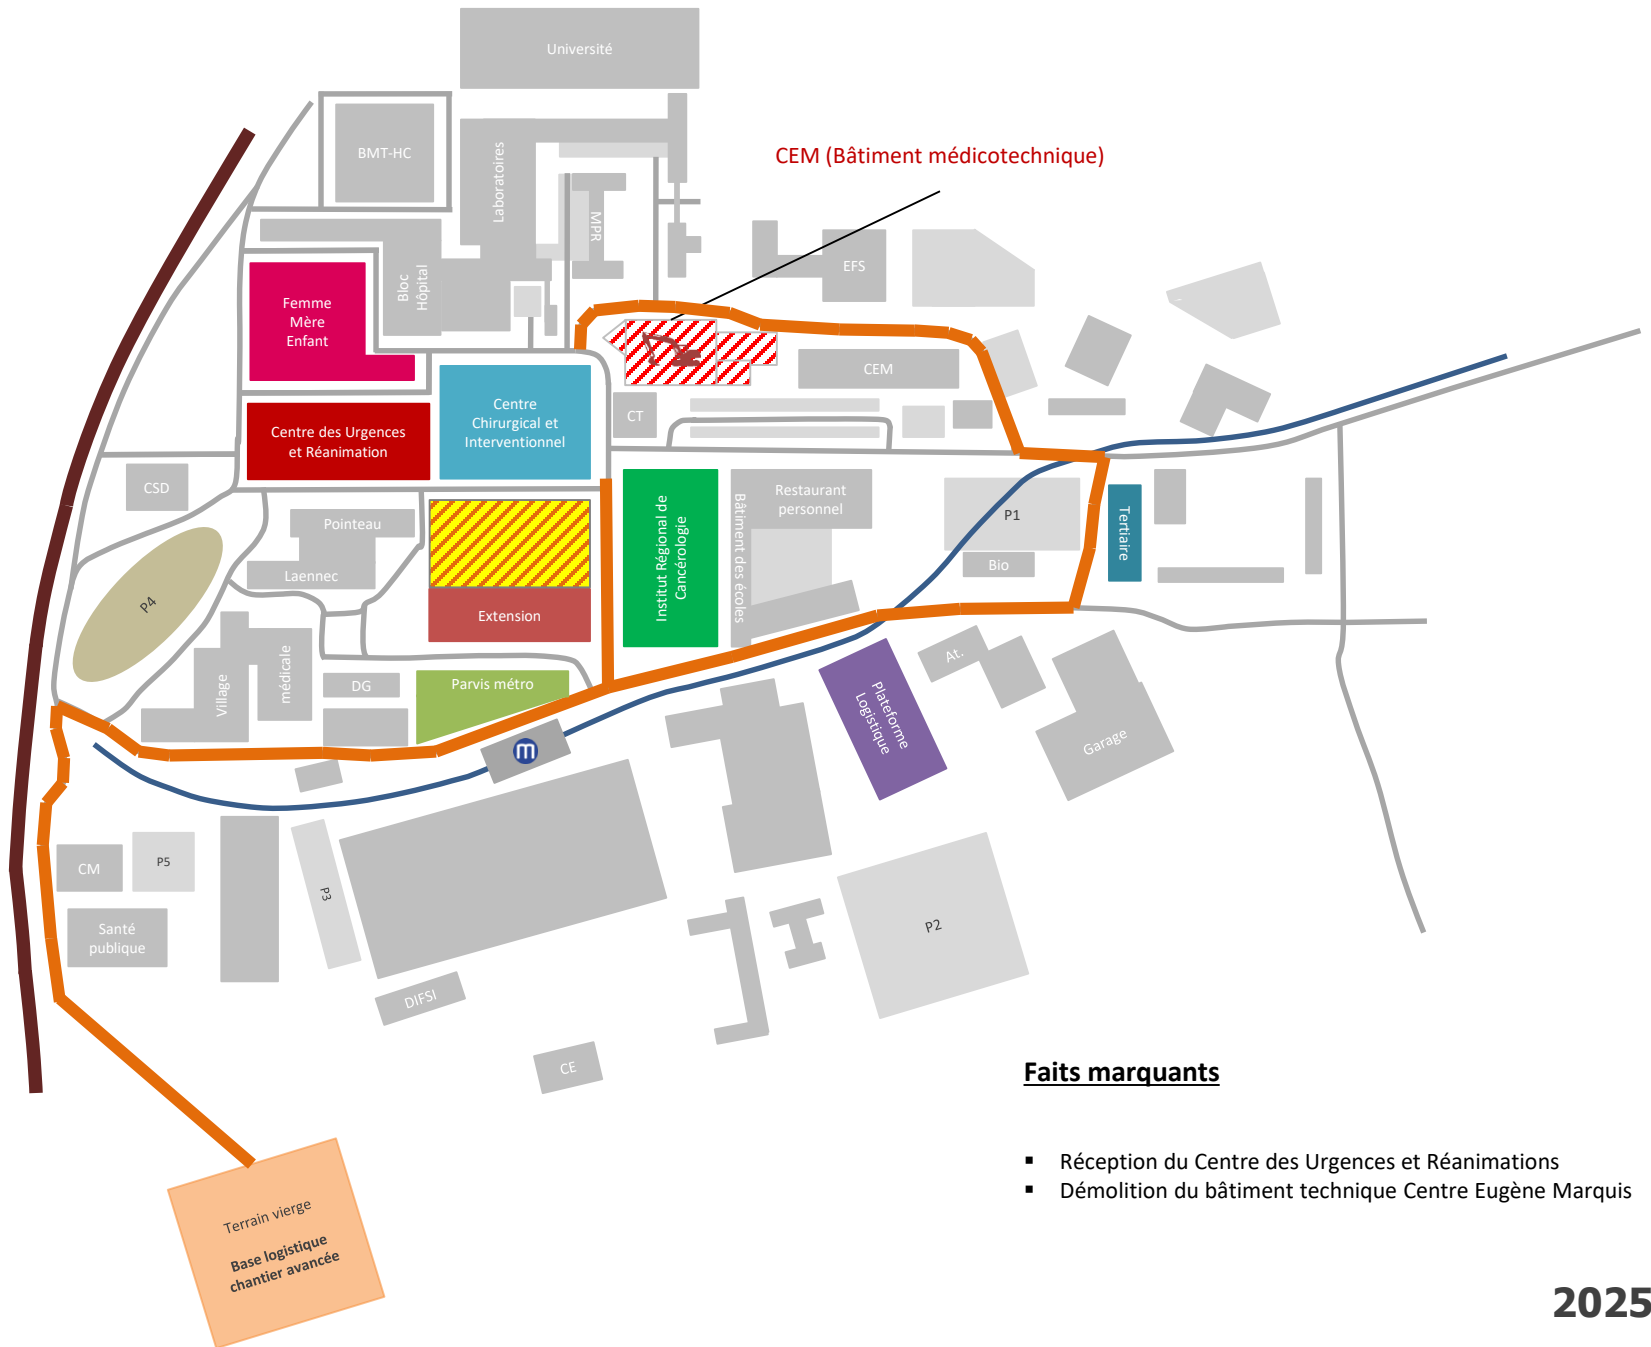 Université
BMT-HC
Laboratoires
CEM (Bâtiment médicotechnique)
MPR
Bloc
Hôpital
EFS
Femme
Mère
Enfant
CEM
Centre
Chirurgical et
Interventionnel
CT
Centre des Urgences
et Réanimation
CSD
Pointeau
Laennec
Institut Régional de
Cancérologie
Bâtiment des écoles
Restaurant
personnel
P1
Bio
Tertiaire
P4
Extension
Village
médicale
DG
Parvis métro
m
At.
Plateforme
Logistique
Garage
CM
P5
P3
Santé
publique
P2
DIFSI
CE
Faits marquants
▪ Réception du Centre des Urgences et Réanimations
▪ Démolition du bâtiment technique Centre Eugène Marquis
Terrain vierge
Base logistique
chantier avancée
2025